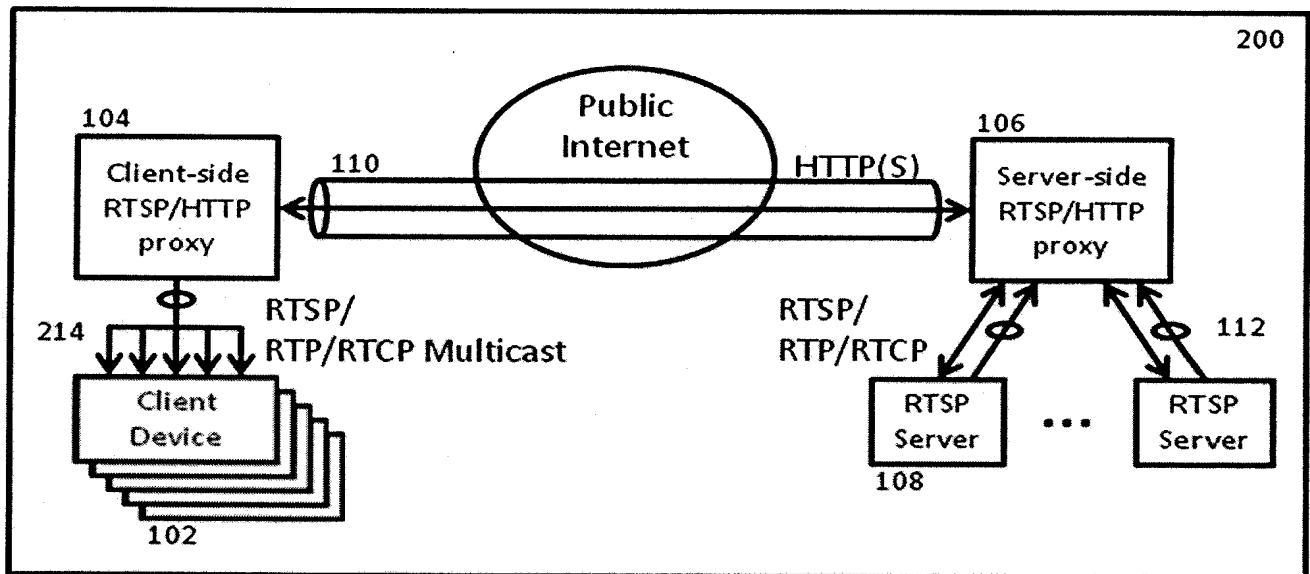 200
Public
Internet
104
Client-side
RTSP/HTTP
proxy
110
HTTP(S)
106
Server-side
RTSP/HTTP
proxy
214
RTSP/
RTP/RTCP Multicast
RTSP/
RTP/RTCP
112
Client
Device
102
RTSP
Server
108
...
RTSP
Server